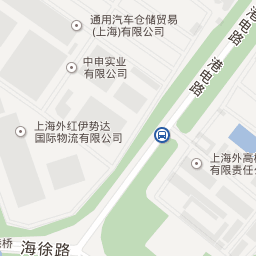 通用汽车仓储贸易
(上海)有限公司
港电路
中申实业
有限公司
港电路
上海外红伊势达
国际物流有限公司
上海外高
有限责任
海徐路
桥